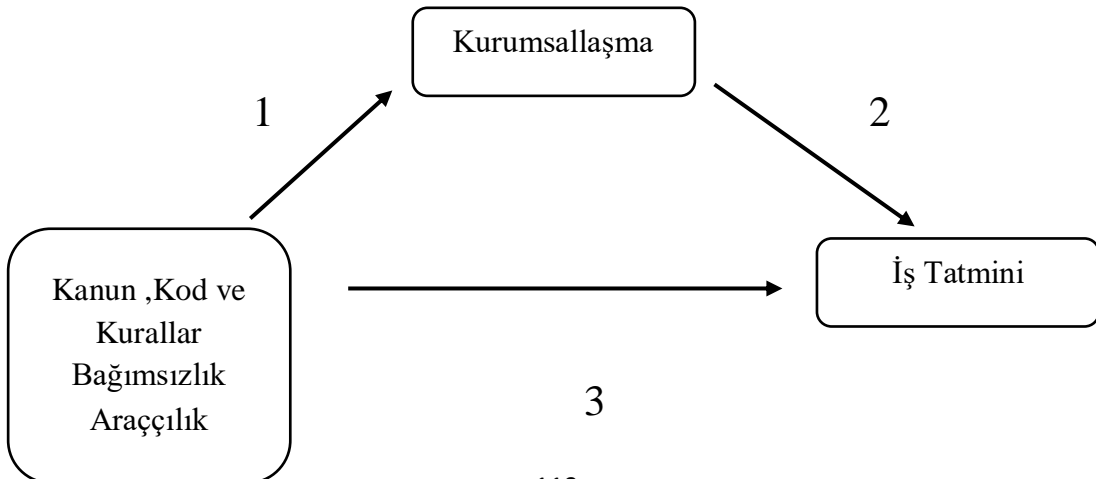 Kurumsallaşma
1
2
Kanun ,Kod ve
Kurallar
Bağımsızlık
Araççılık
İş Tatmini
3